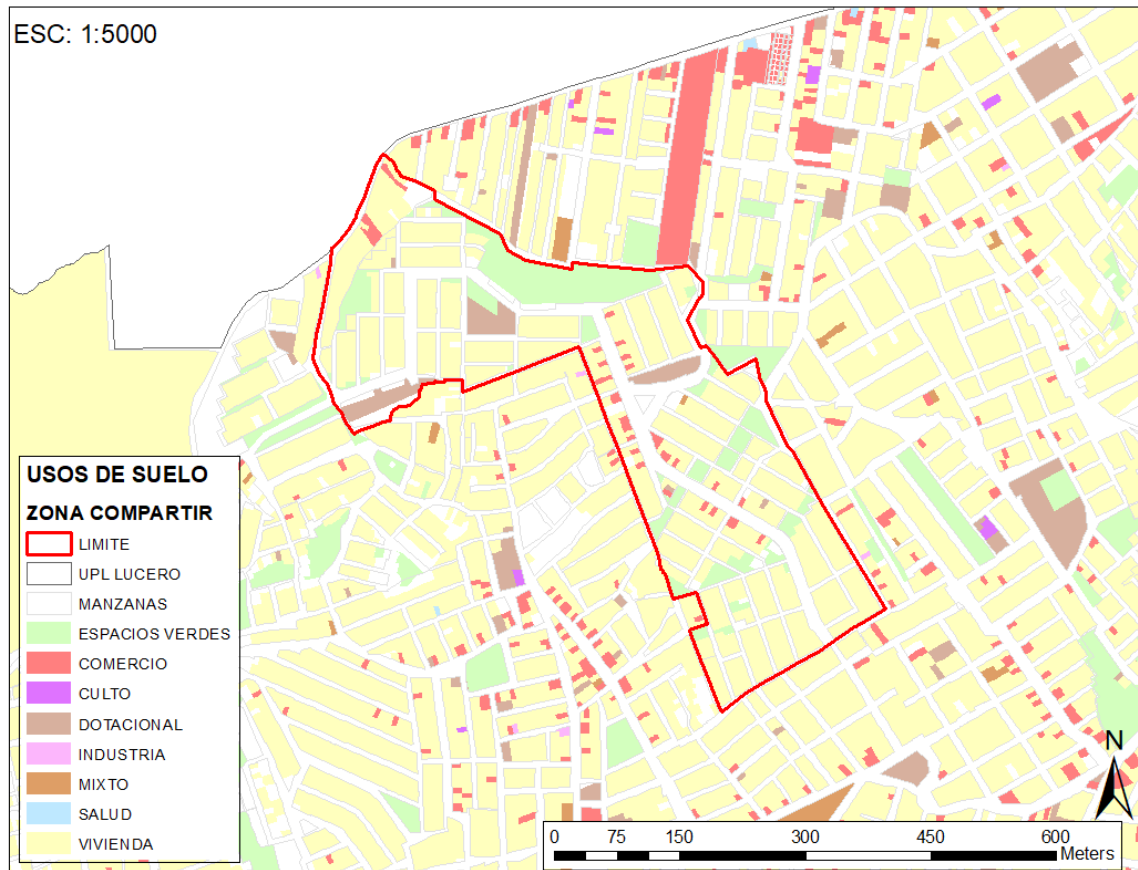 ESC: 1:5000
USOS DE SUELO
ZONA COMPARTIR
LIMITE
UPL LUCERO
MANZANAS
ESPACIOS VERDES
COMERCIO
CULTO
DOTACIONAL
INDUSTRIA
MIXTO
SALUD
VIVIENDA
N
0 75 150 300 450 600
Meters